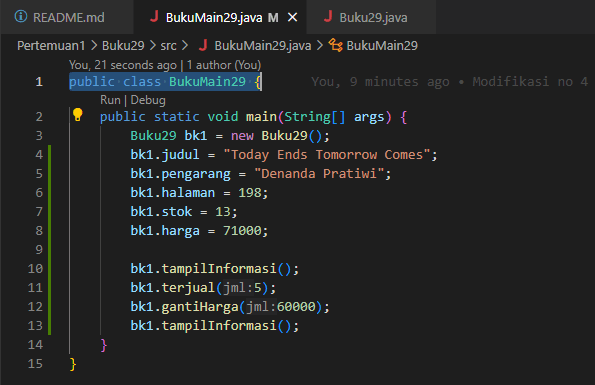 README.md BukuMain29.java M Buku29.java
Pertemuan1 > Buku29 > src > BukuMain29.java > BukuMain29
You, 21 seconds ago | 1 author (You)
1 public class BukuMain29 { You, 9 minutes ago • Modifikasi no 4
Run | Debug
2 public static void main(String[] args) {
3 Buku29 bk1 = new Buku29();
4 bk1.judul = "Today Ends Tomorrow Comes";
5 bk1.pengarang = "Denanda Pratiwi";
6 bk1.halaman = 198;
7 bk1.stok = 13;
8 bk1.harga = 71000;
9
10 bk1.tampilInformasi();
11 bk1.terjual(jml:5);
12 bk1.gantiHarga(jml:60000);
13 bk1.tampilInformasi();
14 }
15 }